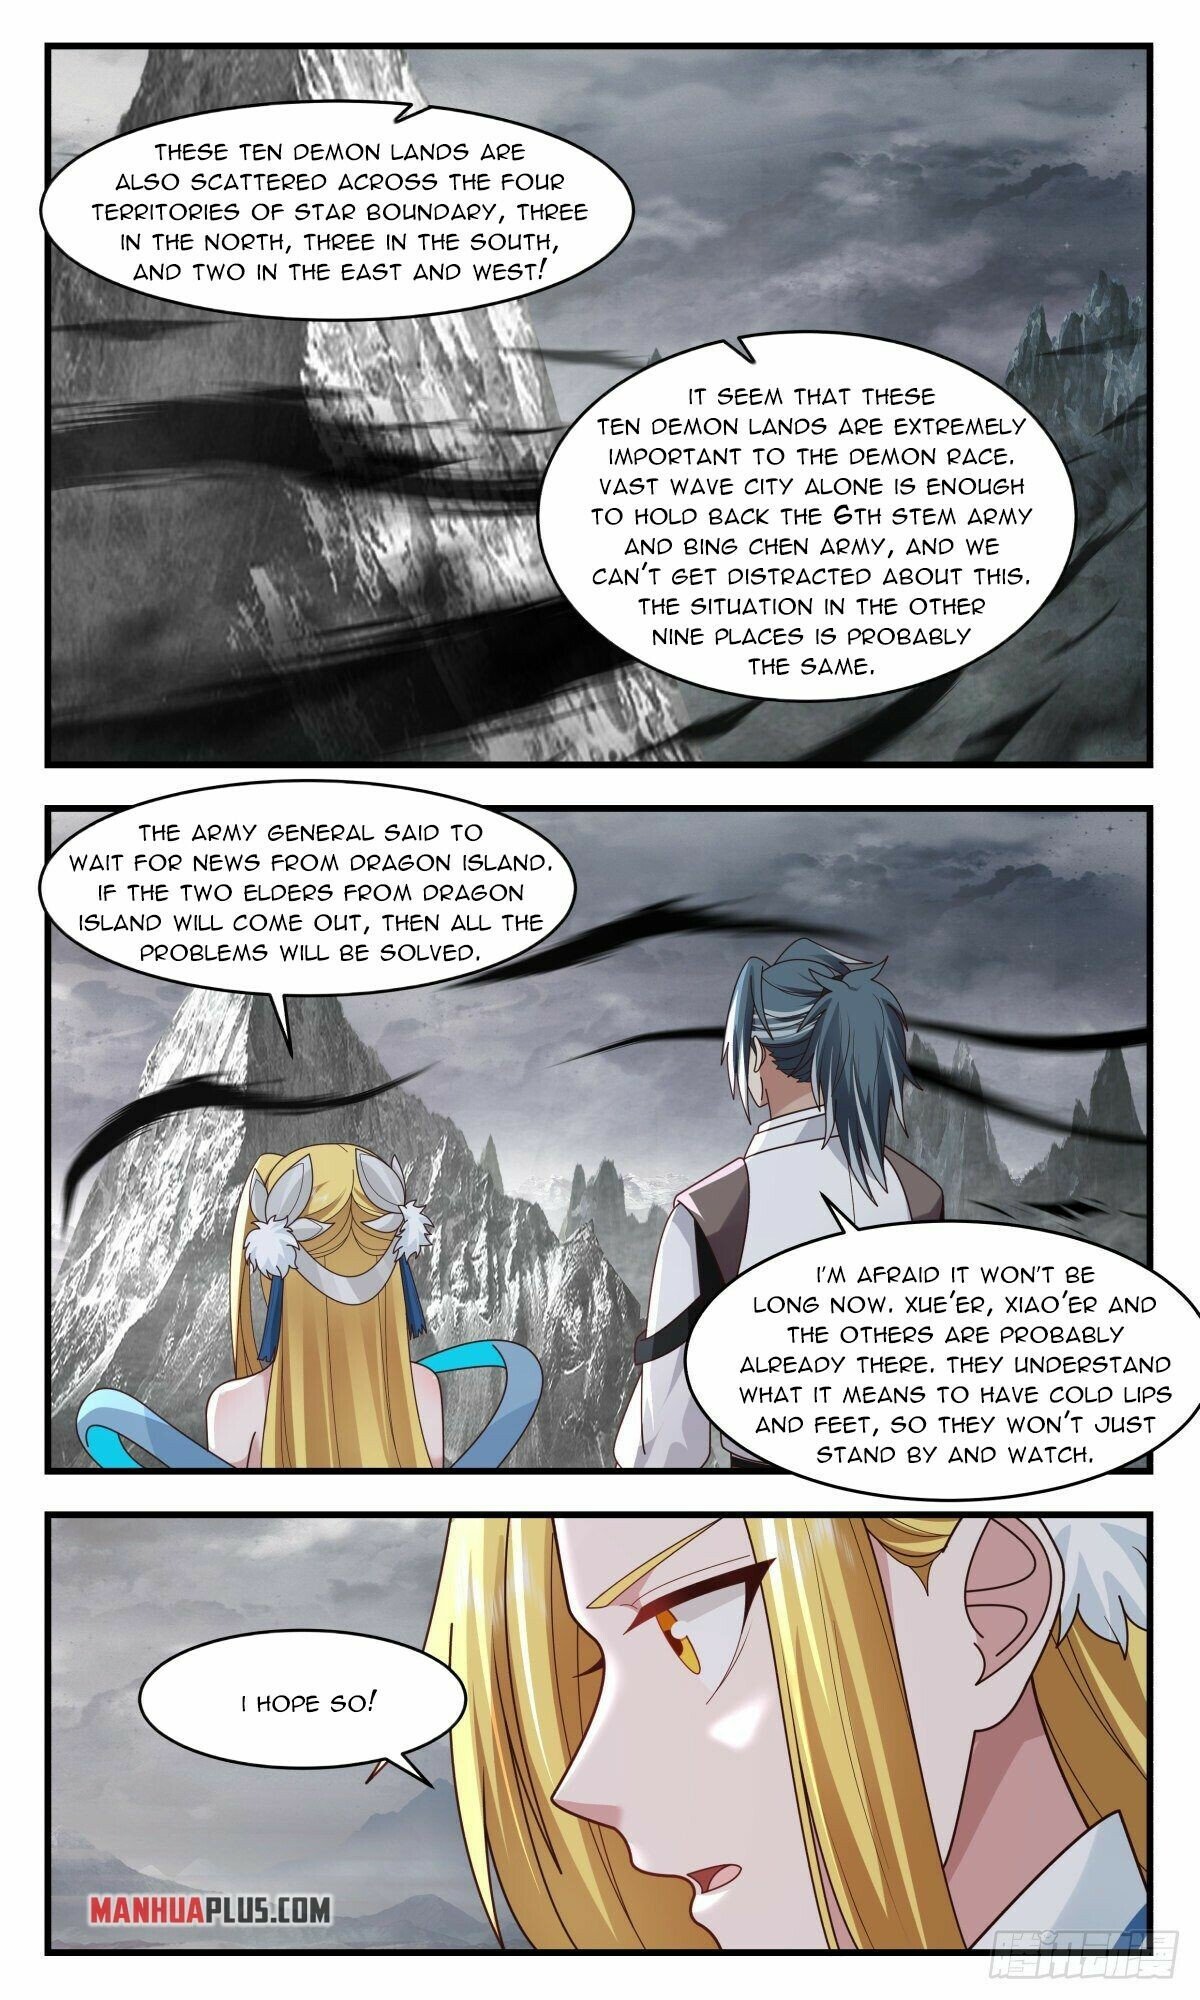 THESE TEN DEMON LANDS ARE
ALSO SCATTERED ACROSS THE FOUR
TERRITORIES OF STAR BOUNDARY, THREE
IN THE NORTH, THREE IN THE SOUTH,
AND TWO IN THE EAST AND WEST!
IT SEEM THAT THESE
TEN DEMON LANDS ARE EXTREMELY
IMPORTANT TO THE DEMON RACE.
VAST WAVE CITY ALONE IS ENOUGH
TO HOLD BACK THE 6TH STEM ARMY
AND BING CHEN ARMY, AND WE
CAN'T GET DISTRACTED ABOUT THIS.
THE SITUATION IN THE OTHER
NINE PLACES IS PROBABLY
THE SAME.
THE ARMY GENERAL SAID TO
WAIT FOR NEWS FROM DRAGON ISLAND.
IF THE TWO ELDERS FROM DRAGON
ISLAND WILL COME OUT, THEN ALL THE
PROBLEMS WILL BE SOLVED.
I'M AFRAID IT WON'T BE
LONG NOW. XUE'ER, XIAO'ER AND
THE OTHERS ARE PROBABLY
ALREADY THERE. THEY UNDERSTAND
WHAT IT MEANS TO HAVE COLD LIPS
AND FEET, SO THEY WON'T JUST
STAND BY AND WATCH.
I HOPE SO!
MANHUAPLUS.COM
腾讯动漫